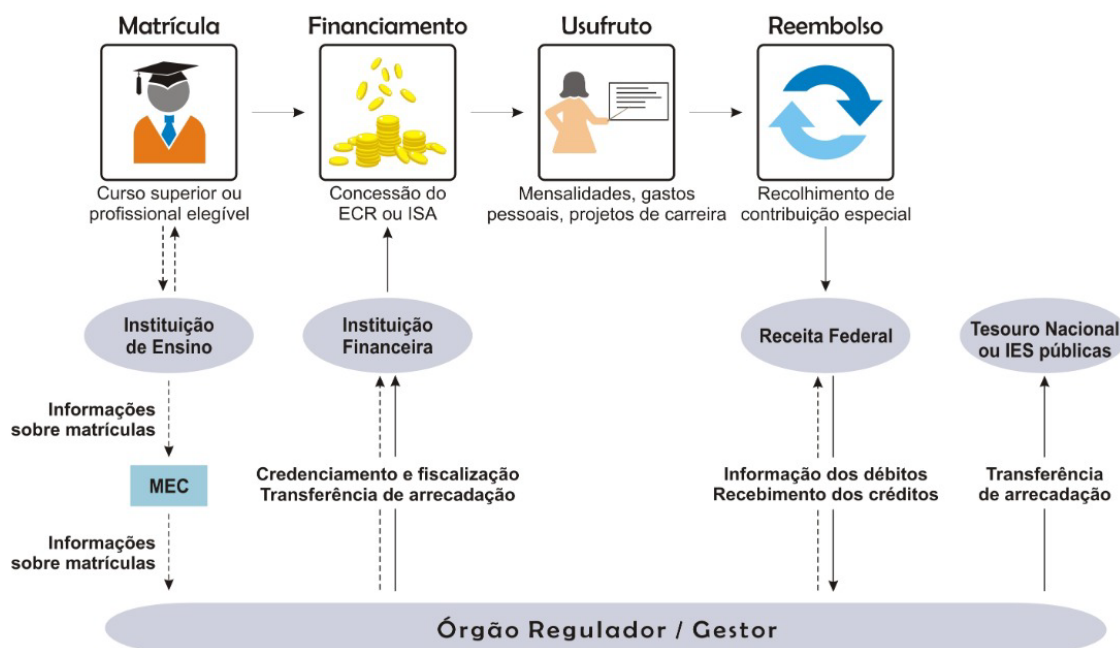 Matrícula
Financiamento
Usufruto
Reembolso
Curso superior ou
profissional elegível
Concessão do
ECR ou ISA
Mensalidades, gastos
pessoais, projetos de carreira
Recolhimento de
contribuição especial
Instituição
de Ensino
Instituição
Financeira
Receita Federal
Tesouro Nacional
ou IES públicas
Informações
sobre matrículas
MEC
Informações
sobre matrículas
Credenciamento e fiscalização
Transferência de arrecadação
Informação dos débitos
Recebimento dos créditos
Transferência
de arrecadação
Órgão Regulador / Gestor